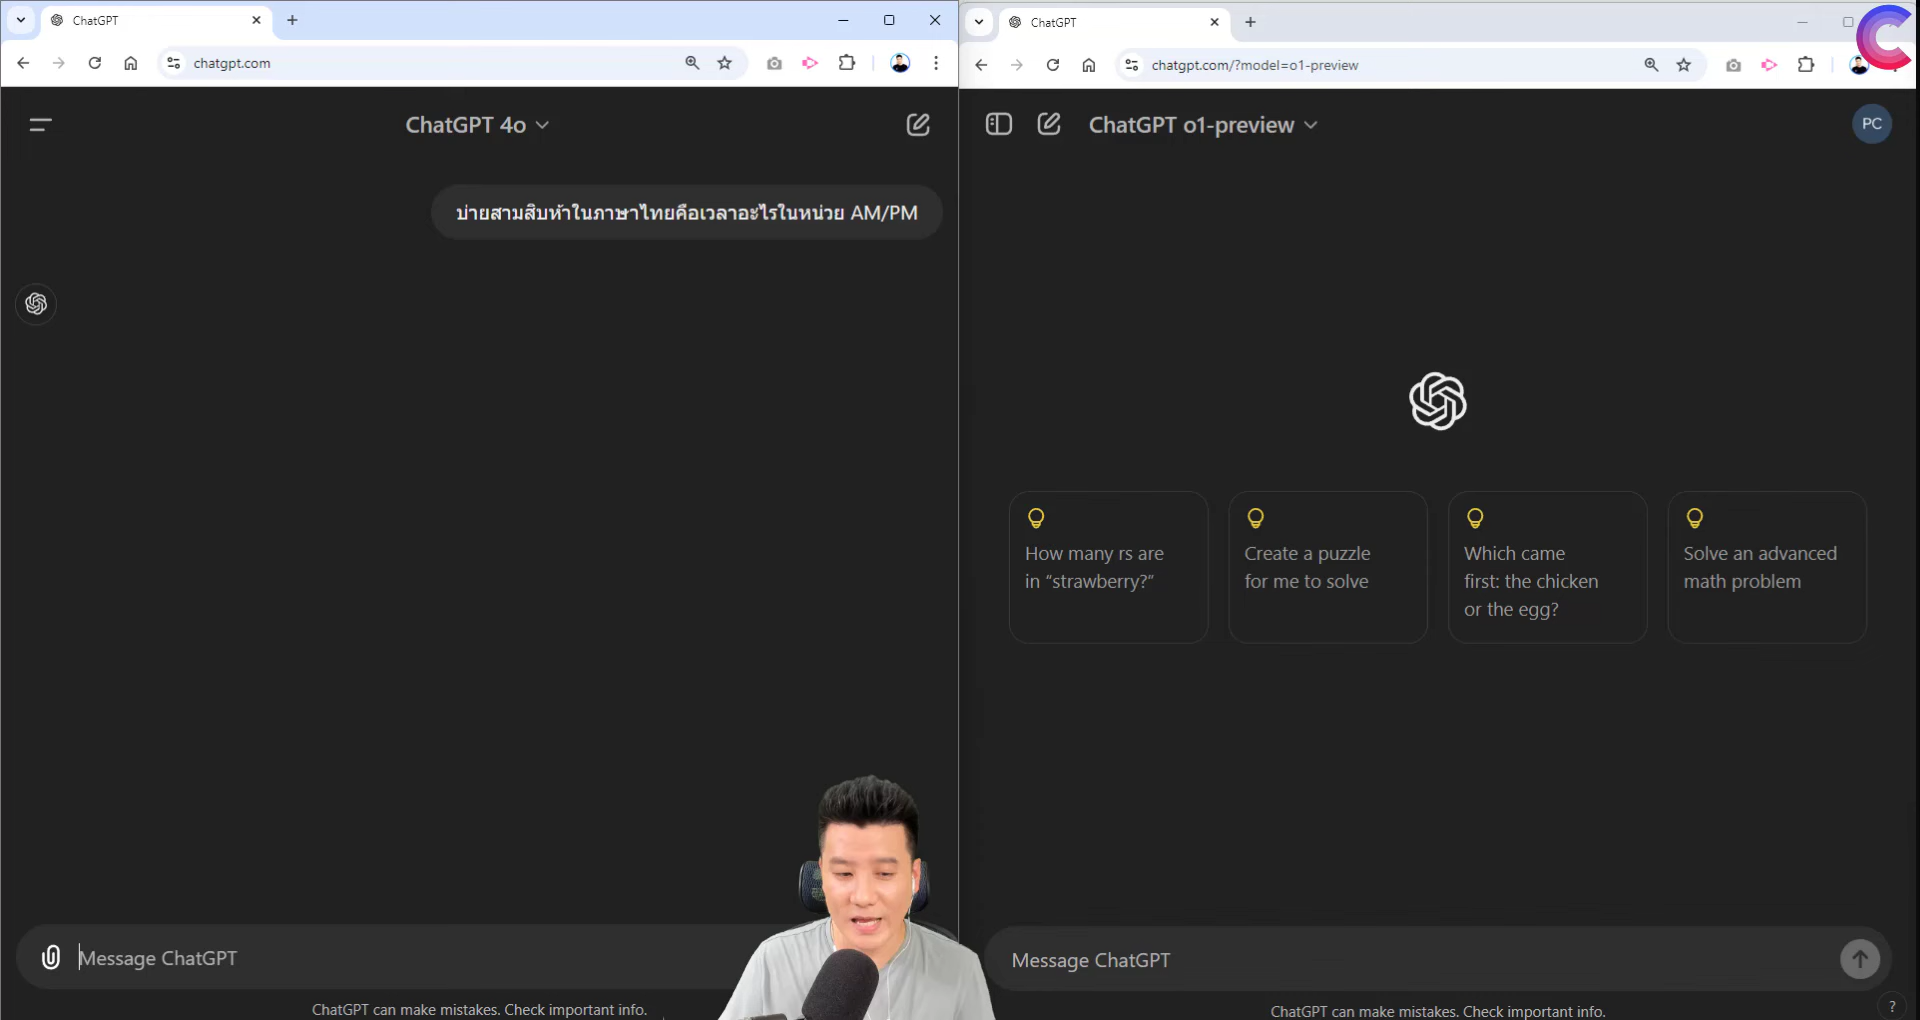 ChatGPT
chatgpt.com
ChatGPT 4o
บ่ายสามสิบห้าในภาษาไทยคือเวลาอะไรในหน่วย AM/PM
Message ChatGPT
ChatGPT can make mistakes. Check important info.
ChatGPT
chatgpt.com/?model=o1-preview
ChatGPT o1-preview
PC
How many rs are
in “strawberry?”
Create a puzzle
for me to solve
Which came
first: the chicken
or the egg?
Solve an advanced
math problem
Message ChatGPT
ChatGPT can make mistakes. Check important info.
?